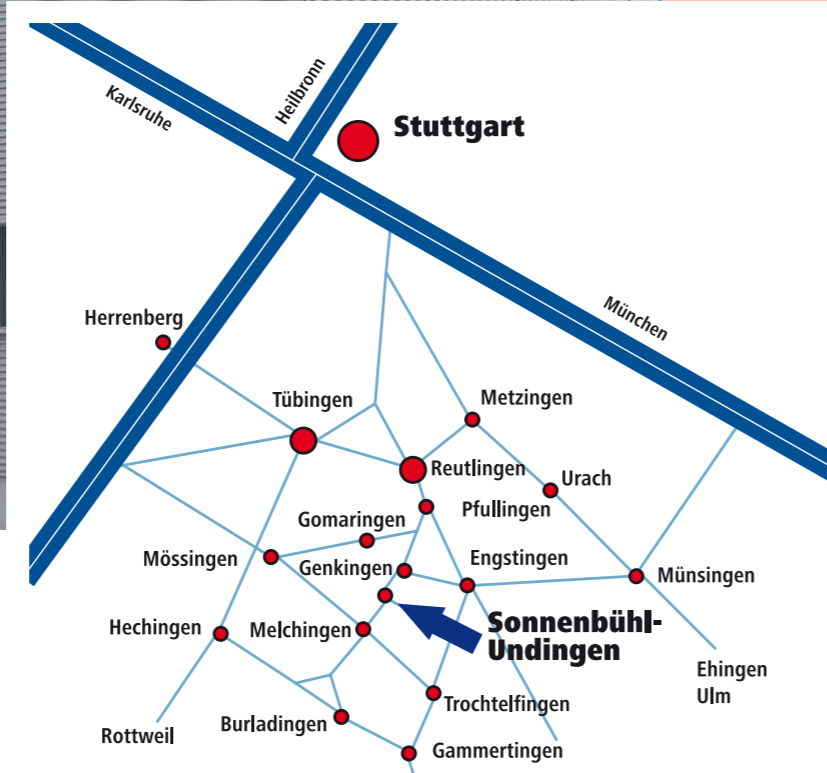 Heilbronn
Karlsruhe
Stuttgart
München
Herrenberg
Tübingen
Metzingen
Reutlingen
Urach
Pfullingen
Gomaringen
Mössingen
Genkingen
Engstingen
Münsingen
Hechingen
Melchingen
Sonnenbühl-
Undingen
Ehingen
Ulm
Trochtelfingen
Burladingen
Rottweil
Gammertingen